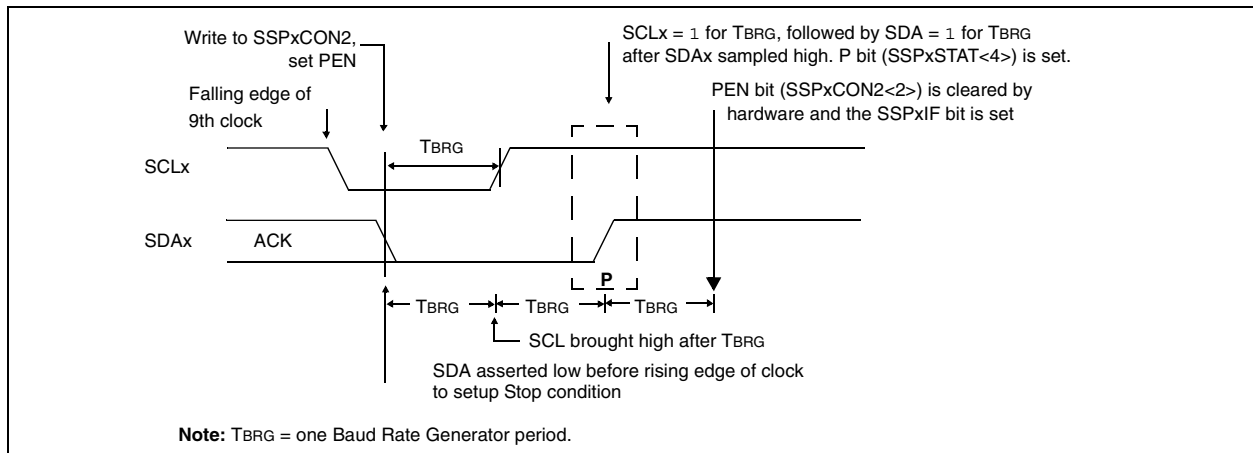 Write to SSPxCON2,
set PEN
SCLx = 1 for TBRG, followed by SDA = 1 for TBRG
after SDAx sampled high. P bit (SSPxSTAT<4>) is set.
Falling edge of
9th clock
PEN bit (SSPxCON2<2>) is cleared by
hardware and the SSPxIF bit is set
TBRG
SCLx
SDAx
ACK
P
TBRG
TBRG
TBRG
SCL brought high after TBRG
SDA asserted low before rising edge of clock
to setup Stop condition
Note: TBRG = one Baud Rate Generator period.